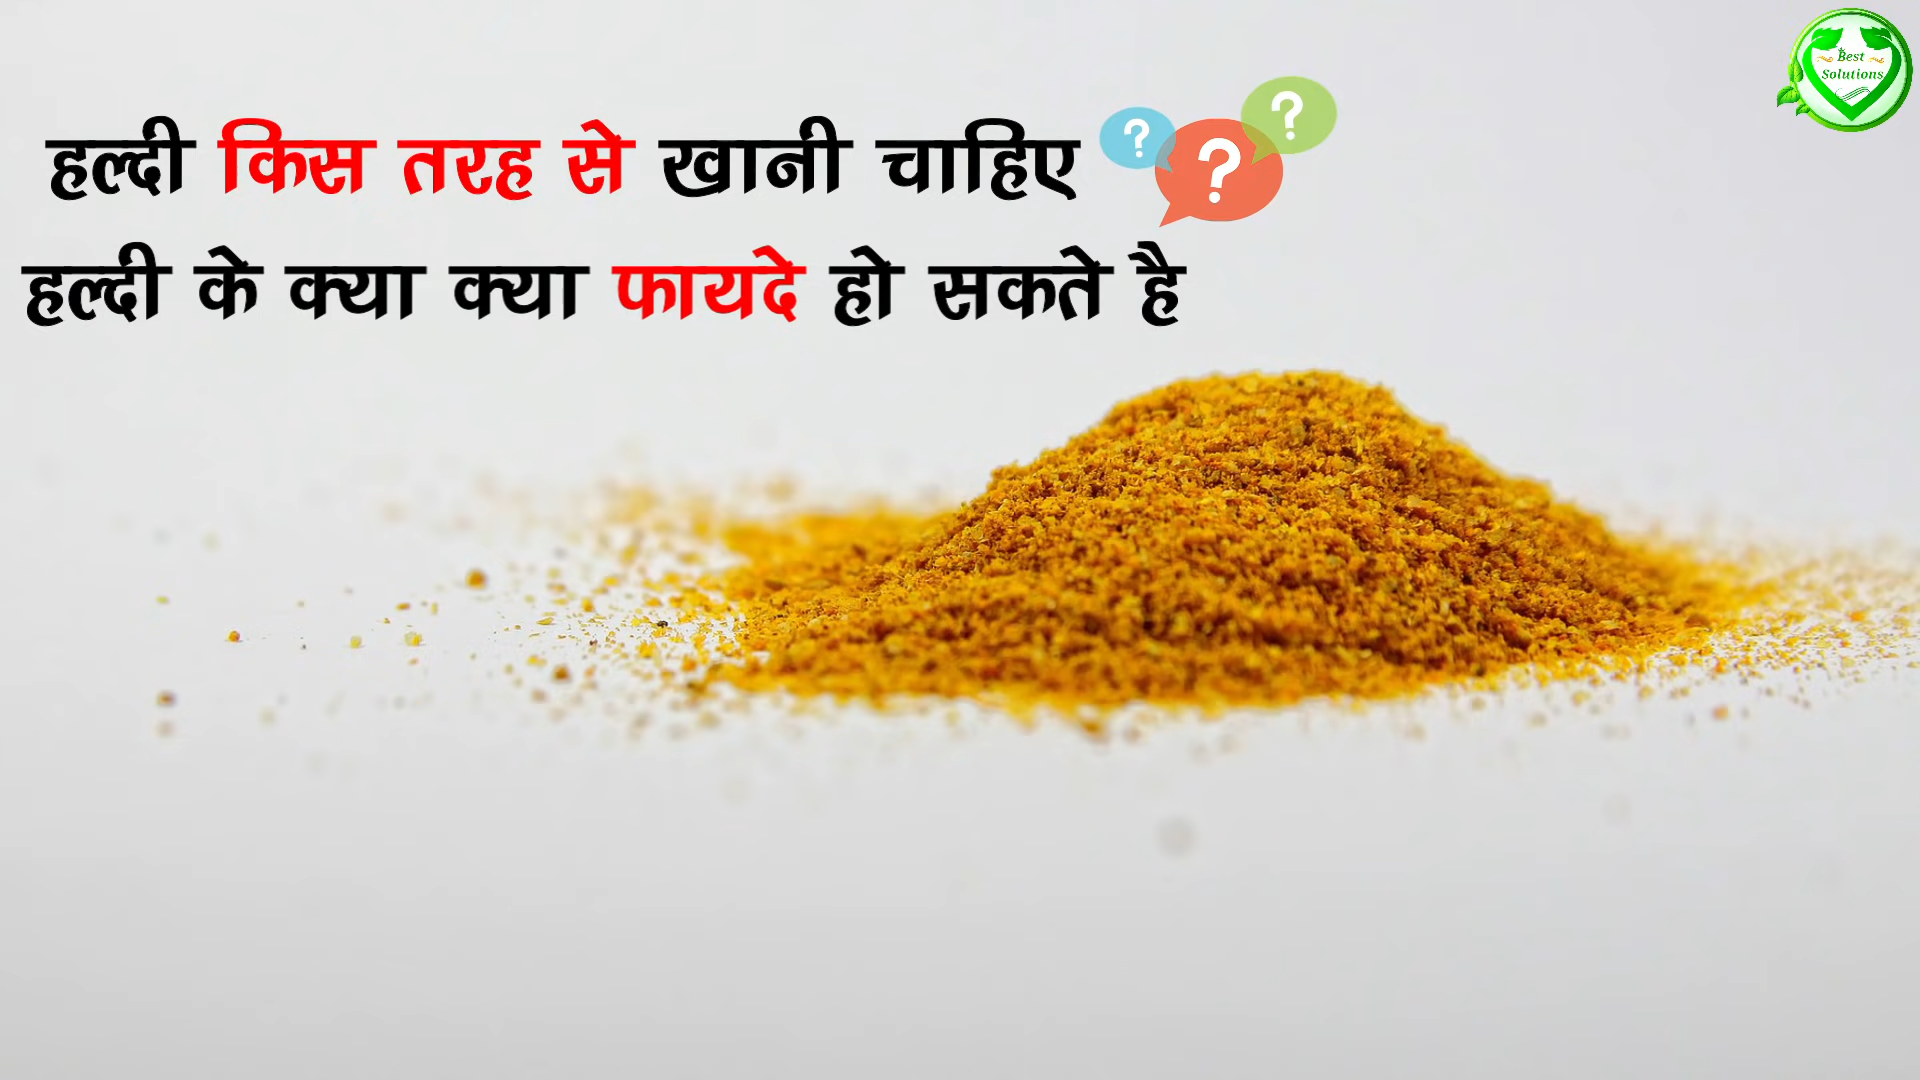 हल्दी किस तरह से खानी चाहिए
? ? ?
हल्दी के क्या क्या फायदे हो सकते है
Best
Solutions